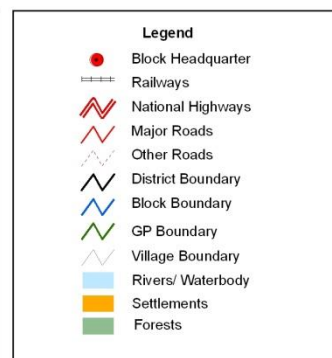 Legend
Block Headquarter
Railways
National Highways
Major Roads
Other Roads
District Boundary
Block Boundary
GP Boundary
Village Boundary
Rivers/ Waterbody
Settlements
Forests